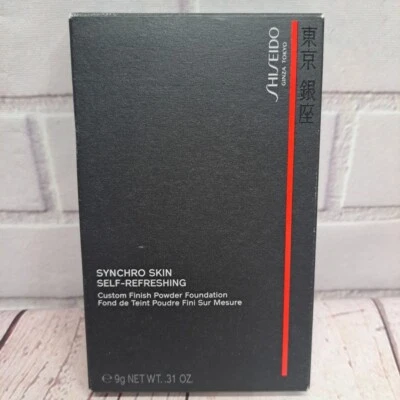 SHISEIDO
GINZA TOKYO
東京 銀座
SYNCHRO SKIN
SELF-REFRESHING
Custom Finish Powder Foundation
Fond de Teint Poudre Fini Sur Mesure
℮ 9g NET WT. .31 OZ.